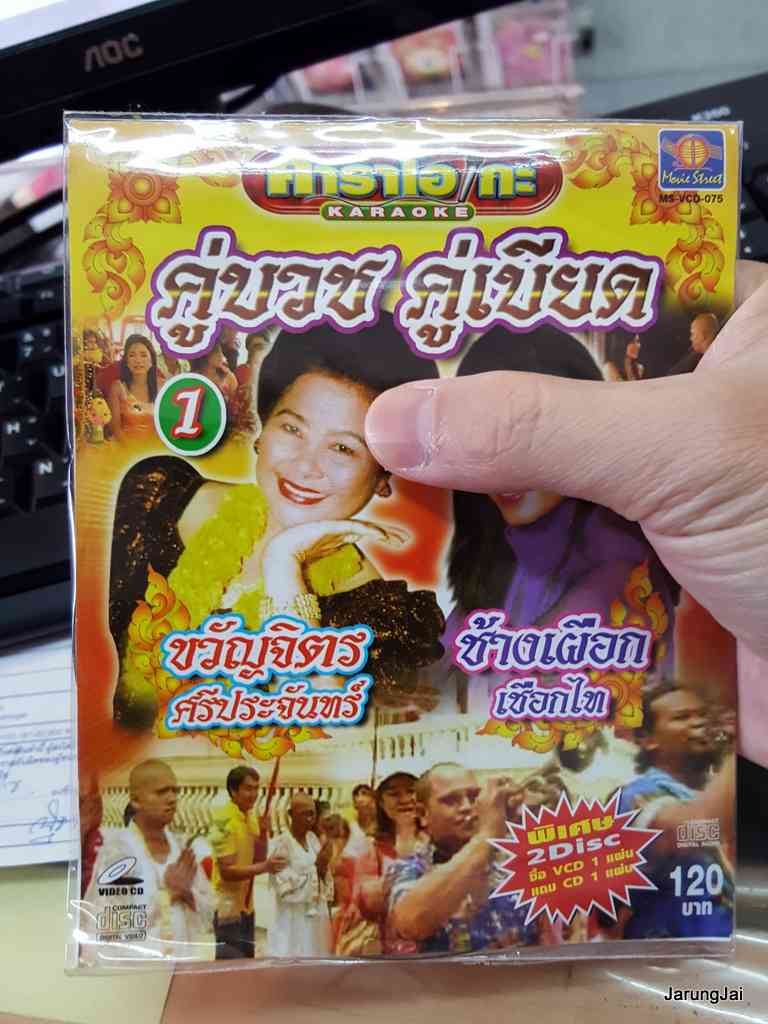 AOC
คาราโอเกะ
KARAOKE
Movie Street
MS-VCD-075
คู่บวช คู่เบียด
1
ขวัญจิตร
ศรีประจันทร์
ช้างเผือก
เชือกไท
พิเศษ
2Disc
ซื้อ VCD 1 แผ่น
แถม CD 1 แผ่น
VIDEO CD
COMPACT
disc
DIGITAL VIDEO
COMPACT
disc
DIGITAL AUDIO
120
บาท
JarungJai